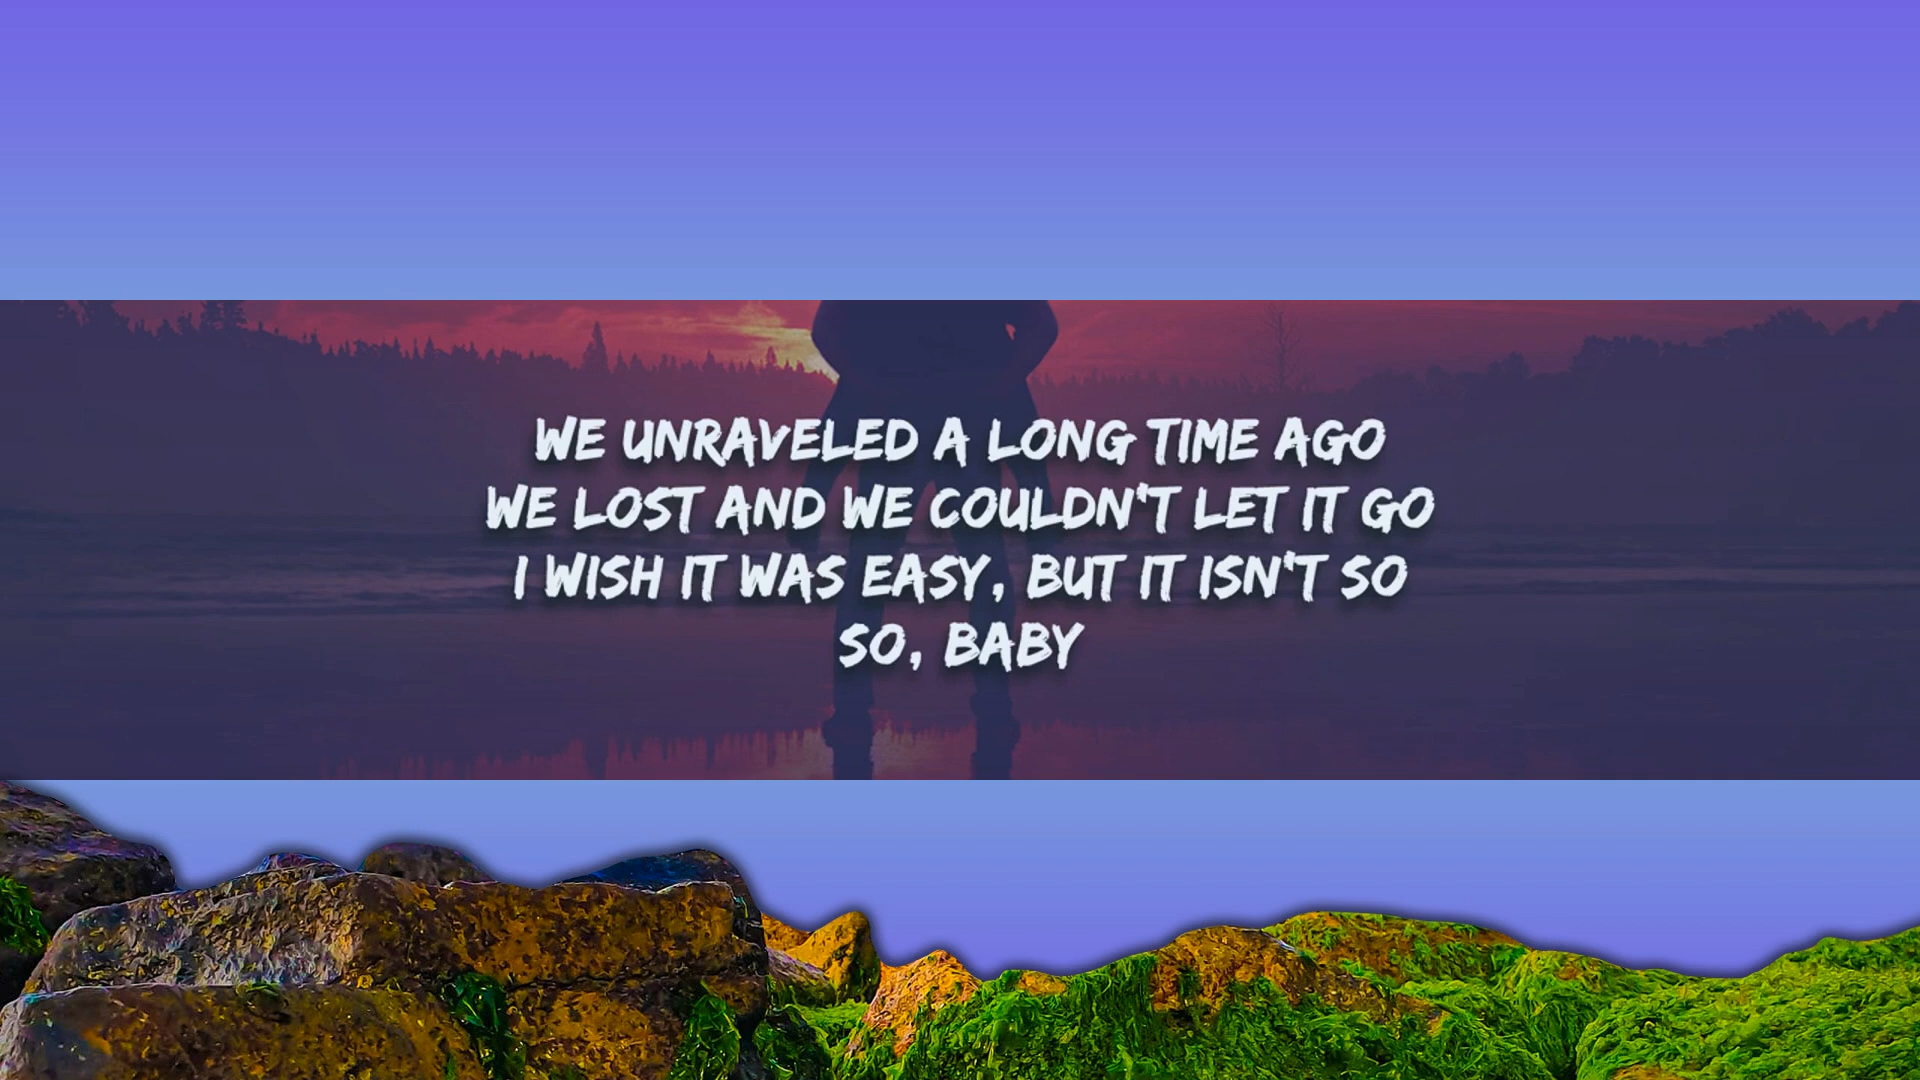 WE UNRAVELED A LONG TIME AGO
WE LOST AND WE COULDN'T LET IT GO
I WISH IT WAS EASY, BUT IT ISN'T SO
SO, BABY